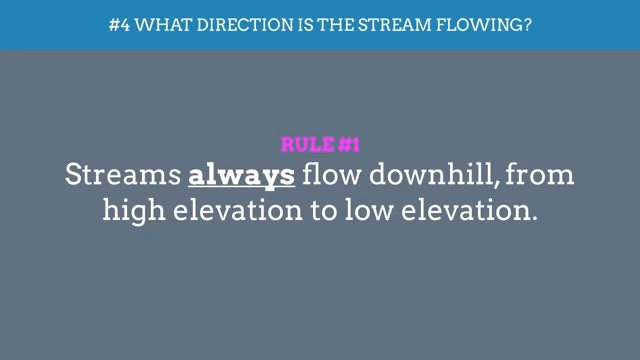 #4 WHAT DIRECTION IS THE STREAM FLOWING?
RULE #1
Streams always flow downhill, from
high elevation to low elevation.